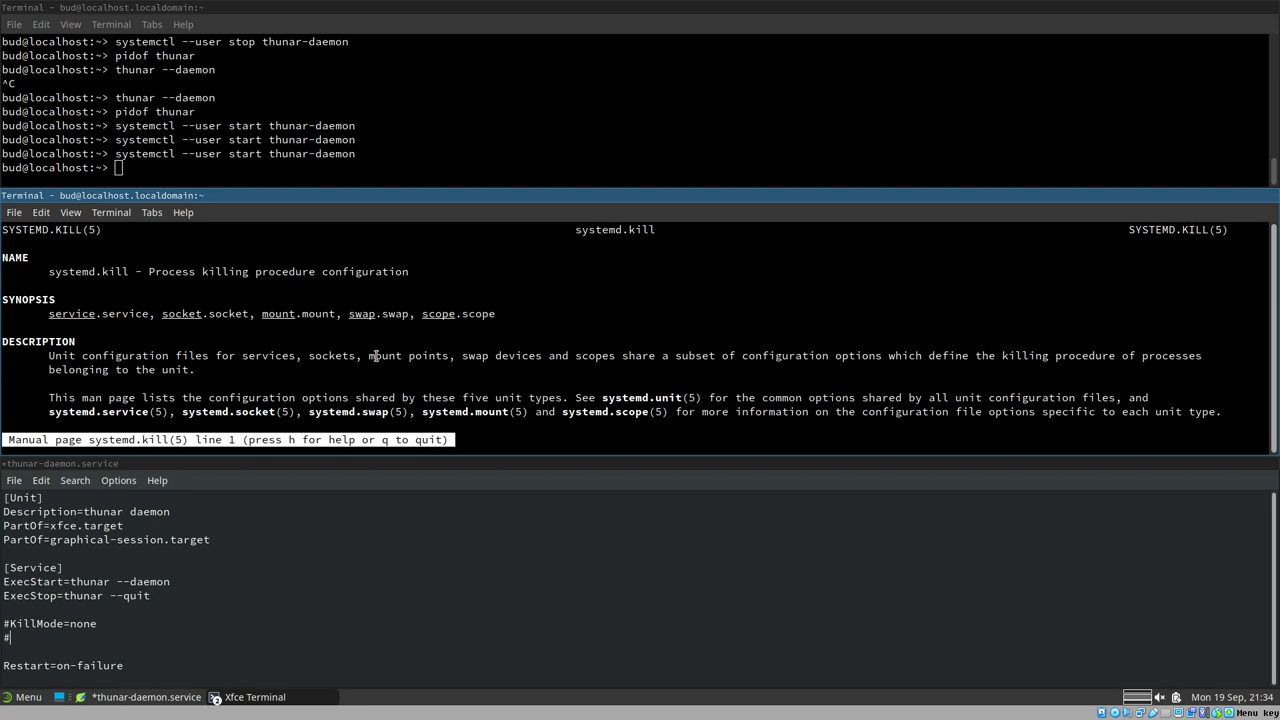 Terminal - bud@localhost.localdomain:~
File Edit View Terminal Tabs Help
bud@localhost:~> systemctl --user stop thunar-daemon
bud@localhost:~> pidof thunar
bud@localhost:~> thunar --daemon
^C
bud@localhost:~> thunar --daemon
bud@localhost:~> pidof thunar
bud@localhost:~> systemctl --user start thunar-daemon
bud@localhost:~> systemctl --user start thunar-daemon
bud@localhost:~> systemctl --user start thunar-daemon
bud@localhost:~>
Terminal - bud@localhost.localdomain:~
File Edit View Terminal Tabs Help
SYSTEMD.KILL(5) systemd.kill SYSTEMD.KILL(5)
NAME
systemd.kill - Process killing procedure configuration
SYNOPSIS
service.service, socket.socket, mount.mount, swap.swap, scope.scope
DESCRIPTION
Unit configuration files for services, sockets, mount points, swap devices and scopes share a subset of configuration options which define the killing procedure of processes
belonging to the unit.
This man page lists the configuration options shared by these five unit types. See systemd.unit(5) for the common options shared by all unit configuration files, and
systemd.service(5), systemd.socket(5), systemd.swap(5), systemd.mount(5) and systemd.scope(5) for more information on the configuration file options specific to each unit type.
Manual page systemd.kill(5) line 1 (press h for help or q to quit)
*thunar-daemon.service
File Edit Search Options Help
[Unit]
Description=thunar daemon
PartOf=xfce.target
PartOf=graphical-session.target
[Service]
ExecStart=thunar --daemon
ExecStop=thunar --quit
#KillMode=none
#
Restart=on-failure
Menu *thunar-daemon.service 2 Xfce Terminal Mon 19 Sep, 21:34
Menu key